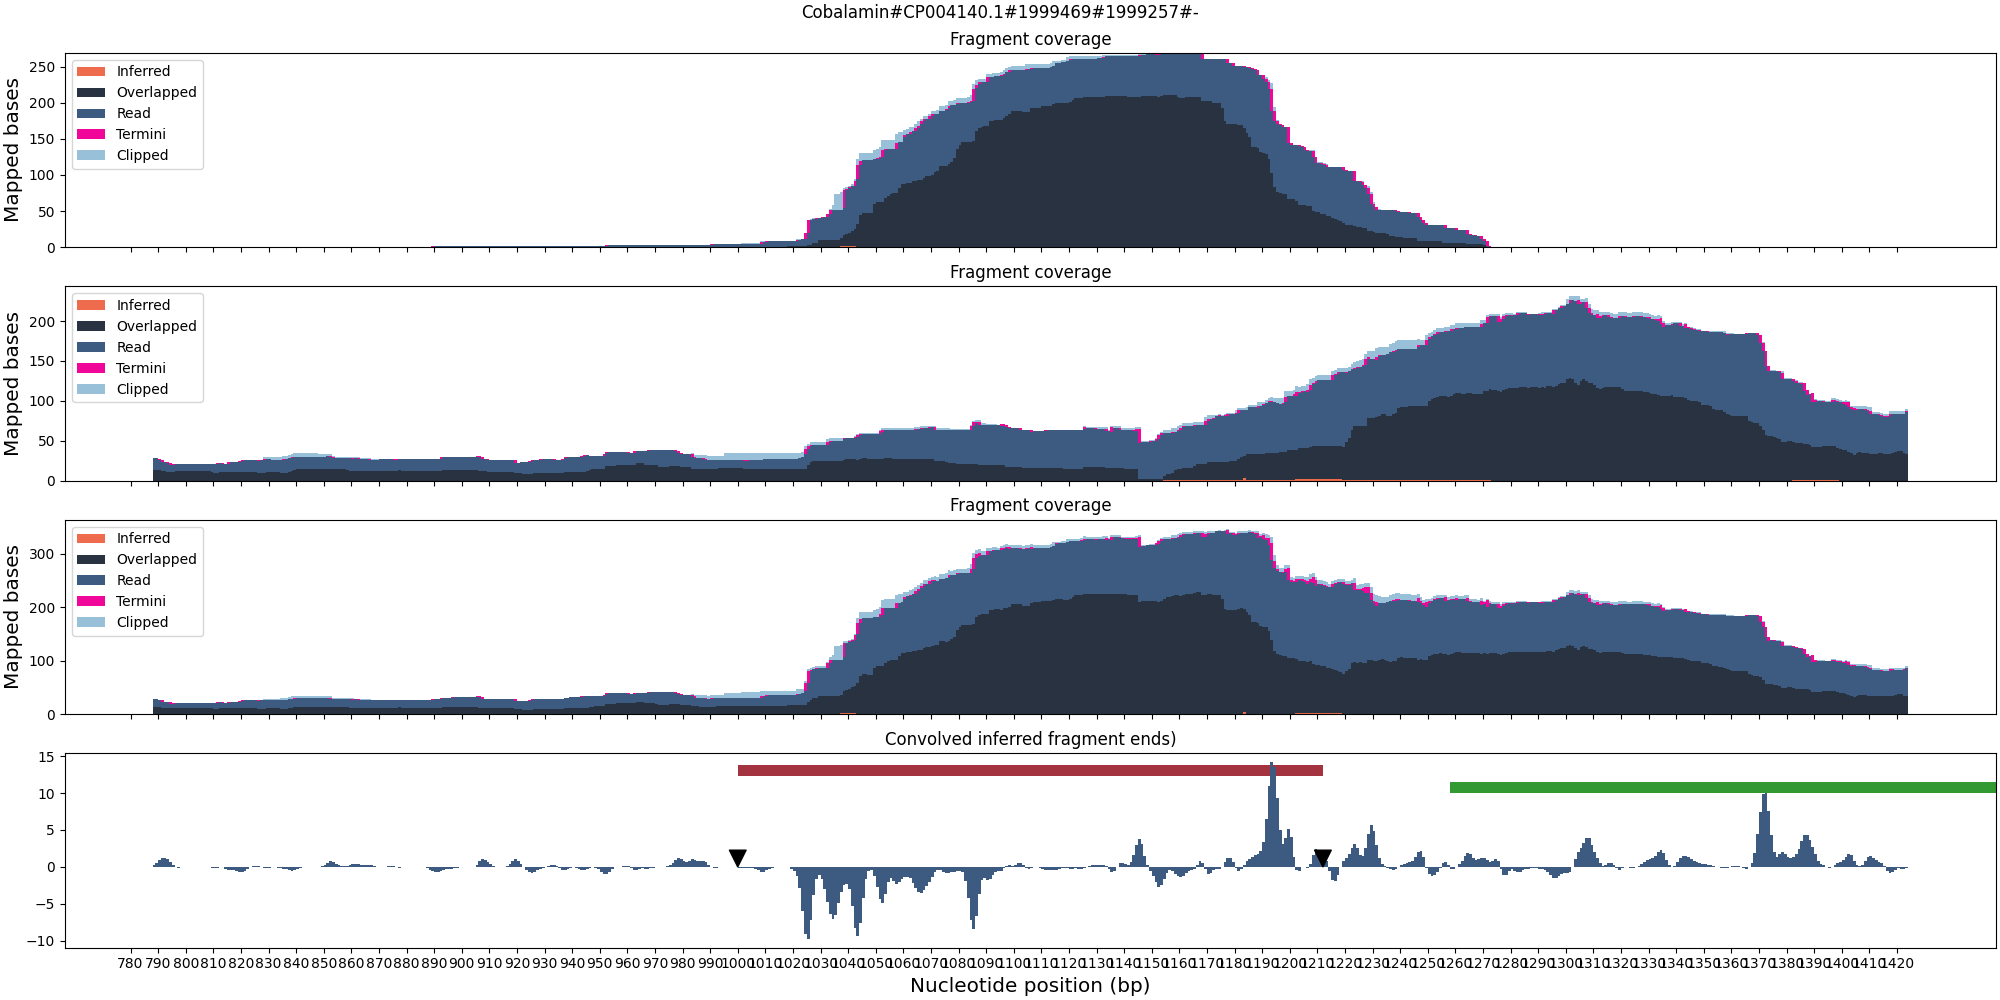 Cobalamin#CP004140.1#1999469#1999257#-
Fragment coverage
Mapped bases
250
200
150
100
50
0
Inferred
Overlapped
Read
Termini
Clipped
Fragment coverage
Mapped bases
200
150
100
50
0
Inferred
Overlapped
Read
Termini
Clipped
Fragment coverage
Mapped bases
300
200
100
0
Inferred
Overlapped
Read
Termini
Clipped
Convolved inferred fragment ends)
15
10
5
0
−5
−10
780 790 800 810 820 830 840 850 860 870 880 890 900 910 920 930 940 950 960 970 980 990 1000 1010 1020 1030 1040 1050 1060 1070 1080 1090 1100 1110 1120 1130 1140 1150 1160 1170 1180 1190 1200 1210 1220 1230 1240 1250 1260 1270 1280 1290 1300 1310 1320 1330 1340 1350 1360 1370 1380 1390 1400 1410 1420
Nucleotide position (bp)